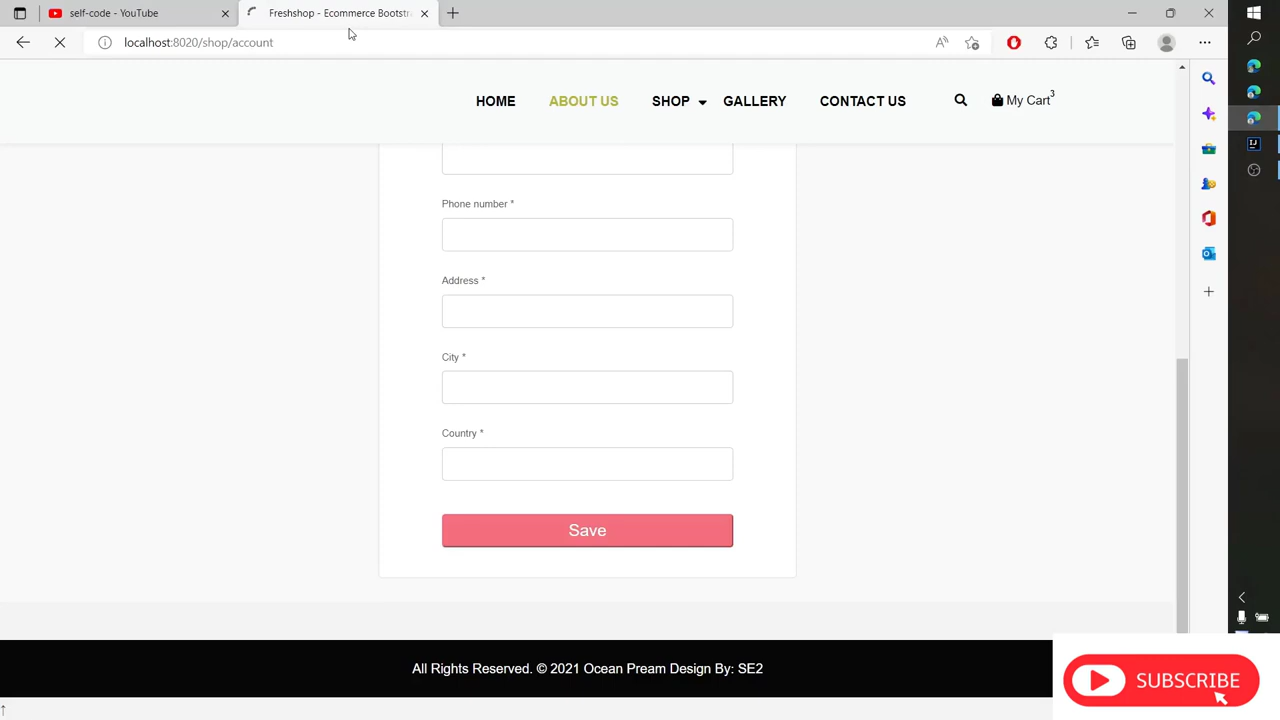 self-code - YouTube
Freshshop - Ecommerce Bootstr
localhost:8020/shop/account
HOME
ABOUT US
SHOP
GALLERY
CONTACT US
My Cart 3
Phone number *
Address *
City *
Country *
Save
All Rights Reserved. © 2021 Ocean Pream Design By: SE2
SUBSCRIBE